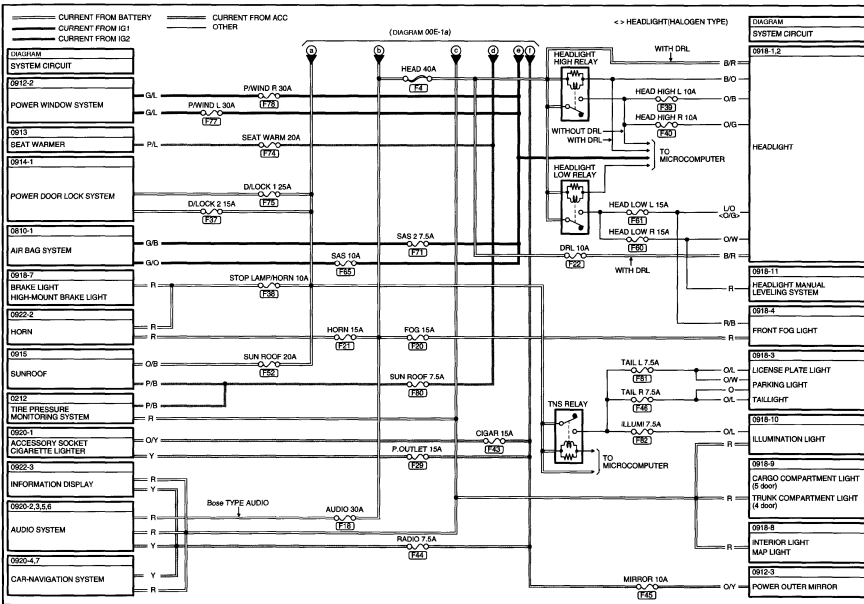 CURRENT FROM BATTERY
CURRENT FROM IG1
CURRENT FROM IG2
CURRENT FROM ACC
OTHER
(DIAGRAM 00E-1a)
< > HEADLIGHT(HALOGEN TYPE)
a b c d e f
DIAGRAM
SYSTEM CIRCUIT
0912-2
POWER WINDOW SYSTEM
G/L
P/WIND R 30A
F78
G/L
P/WIND L 30A
F77
0913
SEAT WARMER
P/L
SEAT WARM 20A
F74
0914-1
POWER DOOR LOCK SYSTEM
D/LOCK 1 25A
F75
D/LOCK 2 15A
F37
0810-1
AIR BAG SYSTEM
G/B
SAS 2 7.5A
F71
G/O
SAS 10A
F65
0918-7
BRAKE LIGHT
HIGH-MOUNT BRAKE LIGHT
R
STOP LAMP/HORN 10A
F38
0922-2
HORN
R
R
HORN 15A
F21
FOG 15A
F20
0915
SUNROOF
O/B
SUN ROOF 20A
F52
P/B
SUN ROOF 7.5A
F80
0212
TIRE PRESSURE
MONITORING SYSTEM
P/B
R
0920-1
ACCESSORY SOCKET
CIGARETTE LIGHTER
O/Y
CIGAR 15A
F43
Y
P.OUTLET 15A
F29
0922-3
INFORMATION DISPLAY
R
Y
0920-2,3,5,6
AUDIO SYSTEM
Bose TYPE AUDIO
R
AUDIO 30A
F18
R
Y
RADIO 7.5A
F44
0920-4,7
CAR-NAVIGATION SYSTEM
Y
R
HEAD 40A
F4
HEADLIGHT
HIGH RELAY
WITH DRL
WITHOUT DRL
WITH DRL
HEAD HIGH L 10A
F39
HEAD HIGH R 10A
F40
TO
MICROCOMPUTER
HEADLIGHT
LOW RELAY
HEAD LOW L 15A
F61
HEAD LOW R 15A
F60
DRL 10A
F22
WITH DRL
TNS RELAY
TAIL L 7.5A
F81
TAIL R 7.5A
F46
ILLUMI 7.5A
F82
TO
MICROCOMPUTER
MIRROR 10A
F45
DIAGRAM
SYSTEM CIRCUIT
0918-1,2
HEADLIGHT
B/R
B/O
O/B
O/G
L/O
<O/G>
O/W
B/R
0918-11
HEADLIGHT MANUAL
LEVELING SYSTEM
R
0918-4
FRONT FOG LIGHT
R/B
R
0918-3
LICENSE PLATE LIGHT
PARKING LIGHT
TAILLIGHT
O/L
O/W
O
O/L
0918-10
ILLUMINATION LIGHT
O/L
R
0918-9
CARGO COMPARTMENT LIGHT
(5 door)
TRUNK COMPARTMENT LIGHT
(4 door)
R
0918-8
INTERIOR LIGHT
MAP LIGHT
R
0912-3
POWER OUTER MIRROR
O/Y